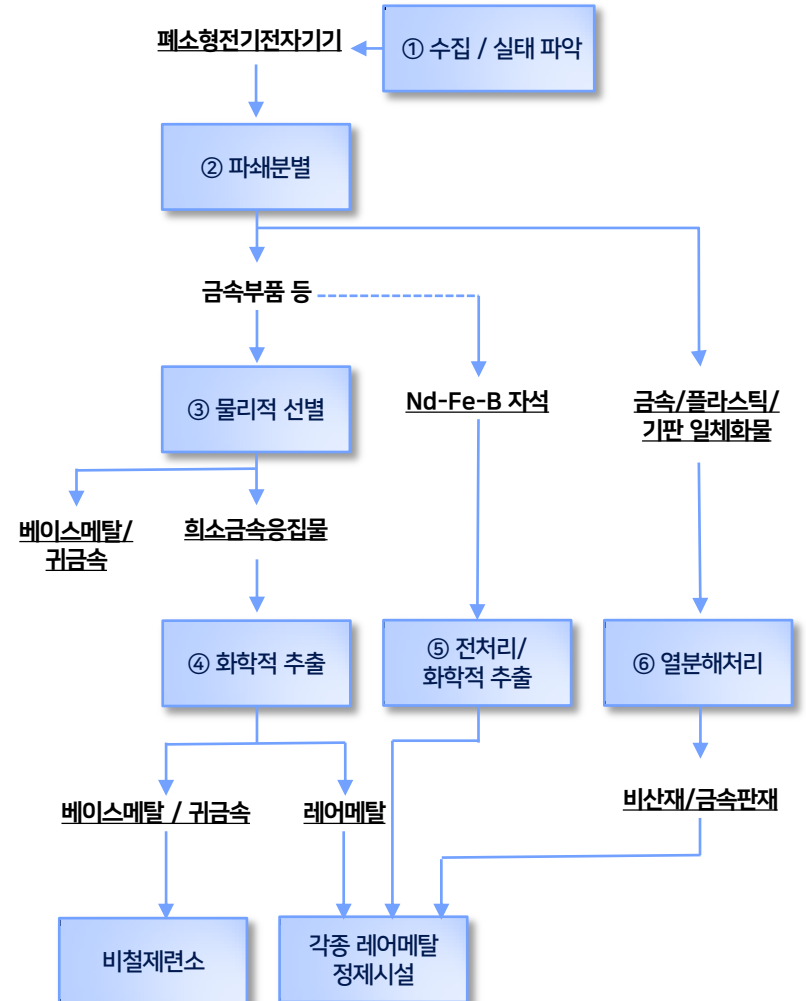 폐소형전기전자기기
① 수집 / 실태 파악
② 파쇄분별
금속부품 등
③ 물리적 선별
Nd-Fe-B 자석
금속/플라스틱/
기판 일체화물
베이스메탈/
귀금속
희소금속응집물
④ 화학적 추출
⑤ 전처리/
화학적 추출
⑥ 열분해처리
베이스메탈 / 귀금속
레어메탈
비산재/금속판재
비철제련소
각종 레어메탈
정제시설